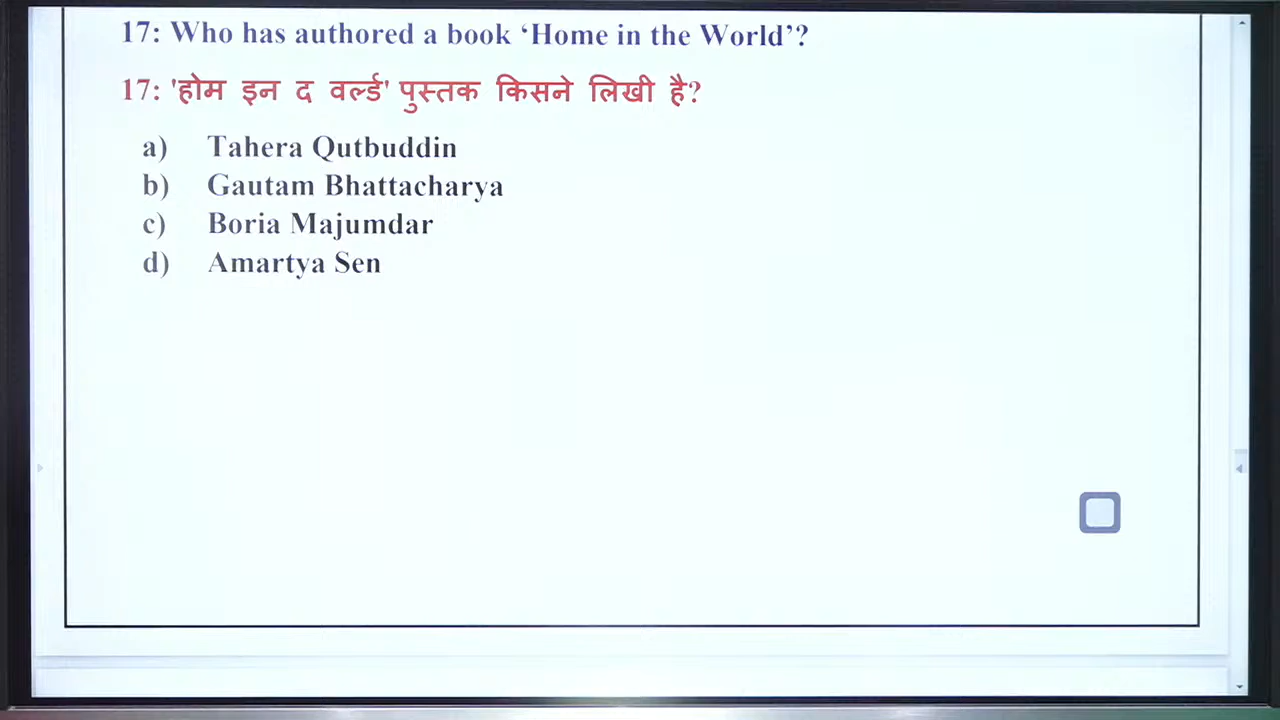 17: Who has authored a book ‘Home in the World’?
17: 'होम इन द वर्ल्ड' पुस्तक किसने लिखी है?
a) Tahera Qutbuddin
b) Gautam Bhattacharya
c) Boria Majumdar
d) Amartya Sen